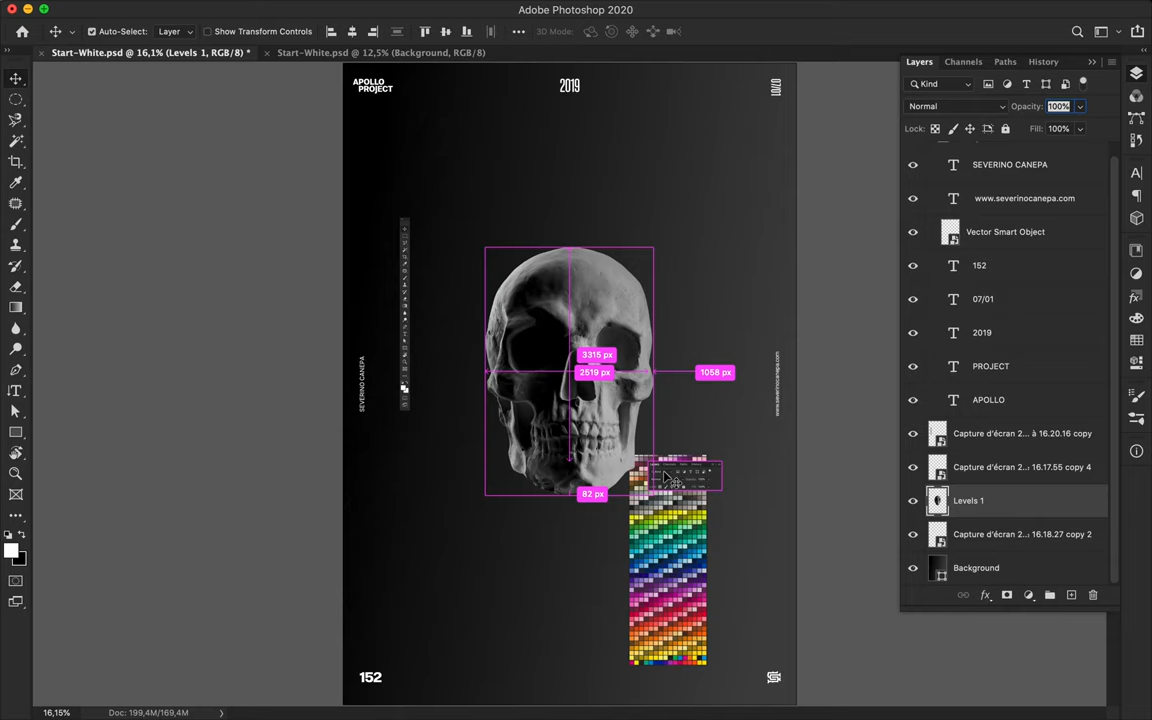 Adobe Photoshop 2020
Auto-Select:
Layer
Show Transform Controls
3D Mode:
Start-White.psd @ 16,1% (Levels 1, RGB/8) *
Start-White.psd @ 12,5% (Background, RGB/8)
Layers
Channels
Paths
History
Kind
Normal
Opacity:
100%
Lock:
Fill:
100%
SEVERINO CANEPA
www.severinocanepa.com
Vector Smart Object
152
07/01
2019
PROJECT
APOLLO
Capture d'écran 2... à 16.20.16 copy
Capture d'écran 2...: 16.17.55 copy 4
Levels 1
Capture d'écran 2...: 16.18.27 copy 2
Background
APOLLO
PROJECT
2019
07/01
SEVERINO CANEPA
www.severinocanepa.com
3315 px
2519 px
1058 px
82 px
152
16,15%
Doc: 199,4M/169,4M